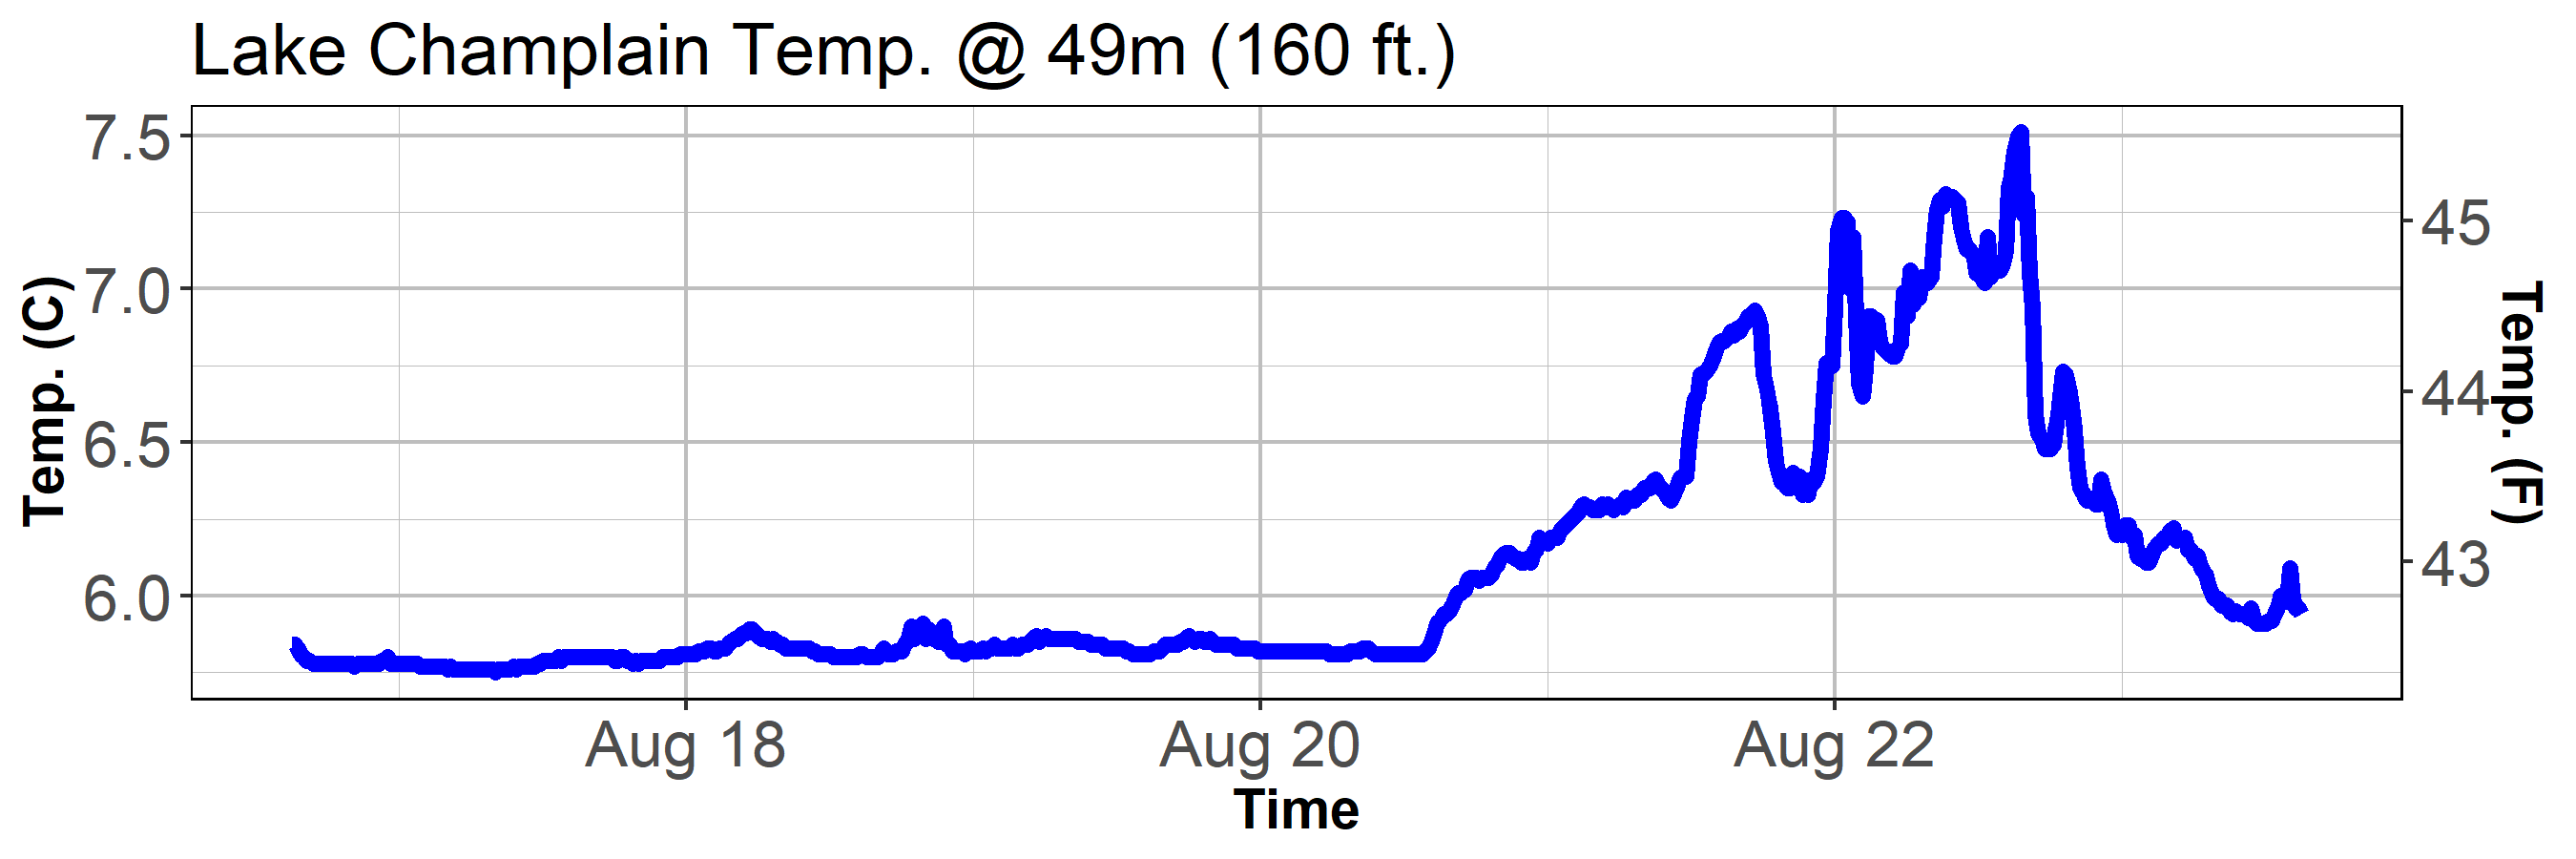 Lake Champlain Temp. @ 49m (160 ft.)
7.5
7.0
6.5
6.0
Temp. (C)
45
44
43
Temp. (F)
Aug 18
Aug 20
Aug 22
Time